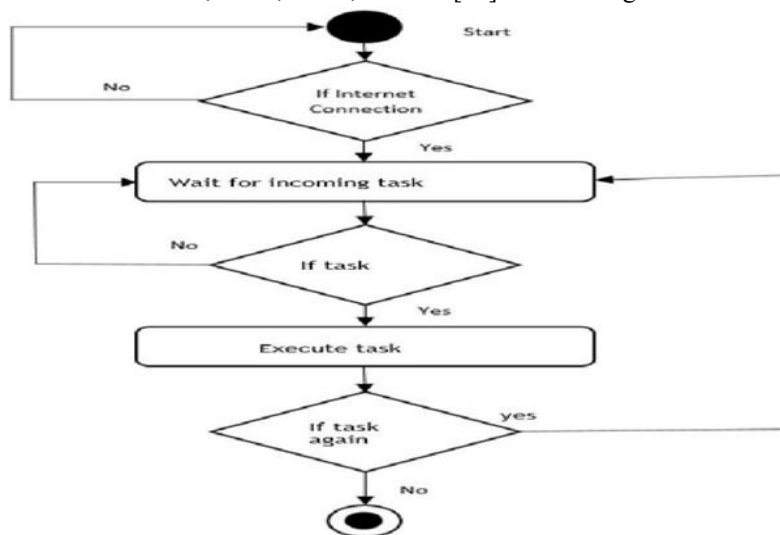 Start
If Internet
Connection
No
Yes
Wait for incoming task
No
If task
Yes
Execute task
If task
again
yes
No